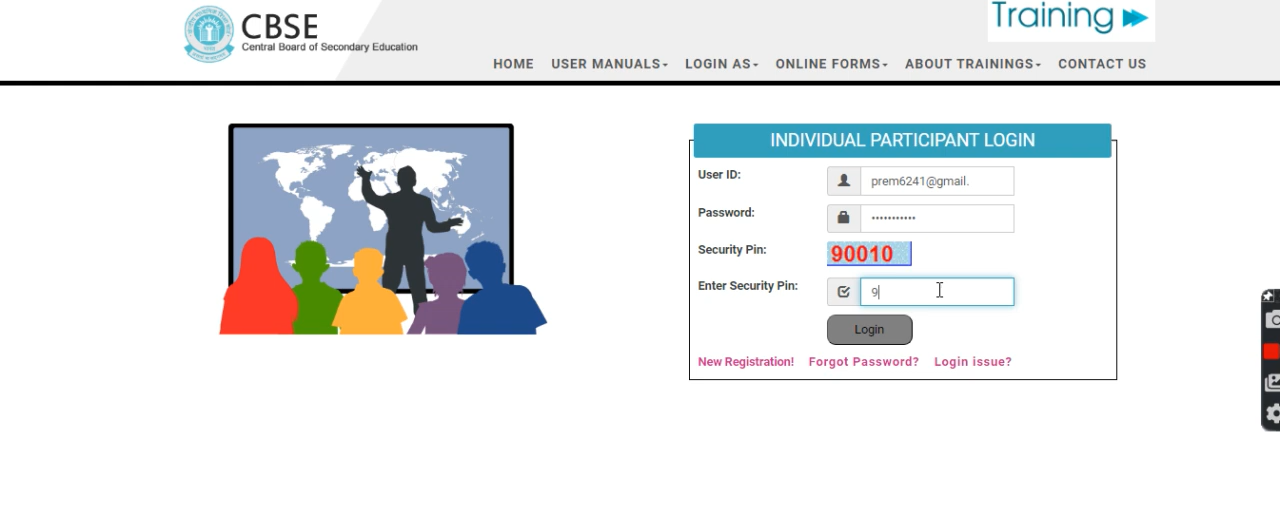 CBSE
Central Board of Secondary Education
Training
HOME USER MANUALS LOGIN AS ONLINE FORMS ABOUT TRAININGS CONTACT US
INDIVIDUAL PARTICIPANT LOGIN
User ID: prem6241@gmail.
Password: •••••••••••
Security Pin: 90010
Enter Security Pin: 9
Login
New Registration! Forgot Password? Login issue?